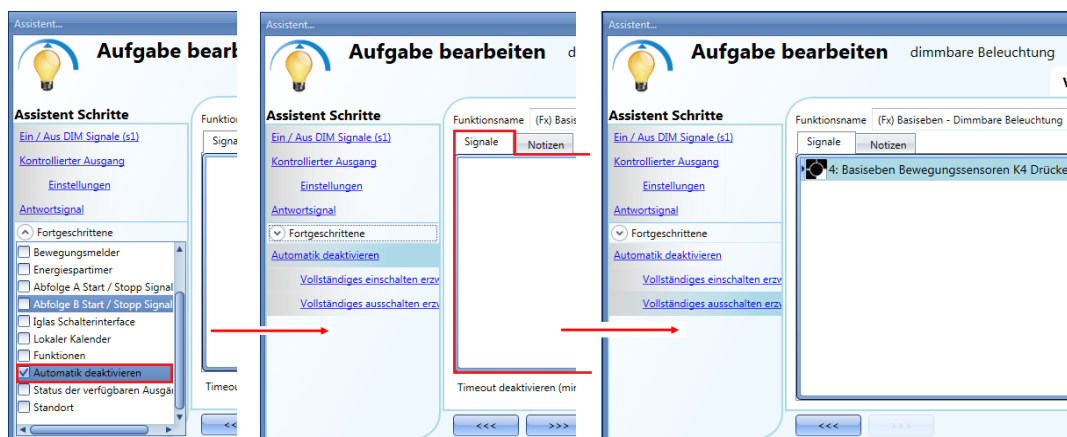 Assistent...
Aufgabe bearb
Assistent Schritte
Ein / Aus DIM Signale (s1)
Kontrollierter Ausgang
Einstellungen
Antwortsignal
Fortgeschrittene
Bewegungsmelder
Energiespartimer
Abfolge A Start / Stopp Signal
Abfolge B Start / Stopp Signal
Iglas Schalterinterface
Lokaler Kalender
Funktionen
Automatik deaktivieren
Status der verfügbaren Ausgä
Standort
Funktion
Signa
Timeou
<<
Assistent...
Aufgabe bearbeiten d
Assistent Schritte
Ein / Aus DIM Signale (s1)
Kontrollierter Ausgang
Einstellungen
Antwortsignal
Fortgeschrittene
Automatik deaktivieren
Vollständiges einschalten erzw
Vollständiges ausschalten erzw
Funktionsname (Fx) Basis
Signale Notizen
Timeout deaktivieren (min
<<< >>>
Assistent...
Aufgabe bearbeiten dimmbare Beleuchtung
Assistent Schritte
Ein / Aus DIM Signale (s1)
Kontrollierter Ausgang
Einstellungen
Antwortsignal
Fortgeschrittene
Automatik deaktivieren
Vollständiges einschalten erzw
Vollständiges ausschalten erzw
Funktionsname (Fx) Basiseben - Dimmbare Beleuchtung
Signale Notizen
4: Basiseben Bewegungssensoren K4 Drücke
<<< >>>